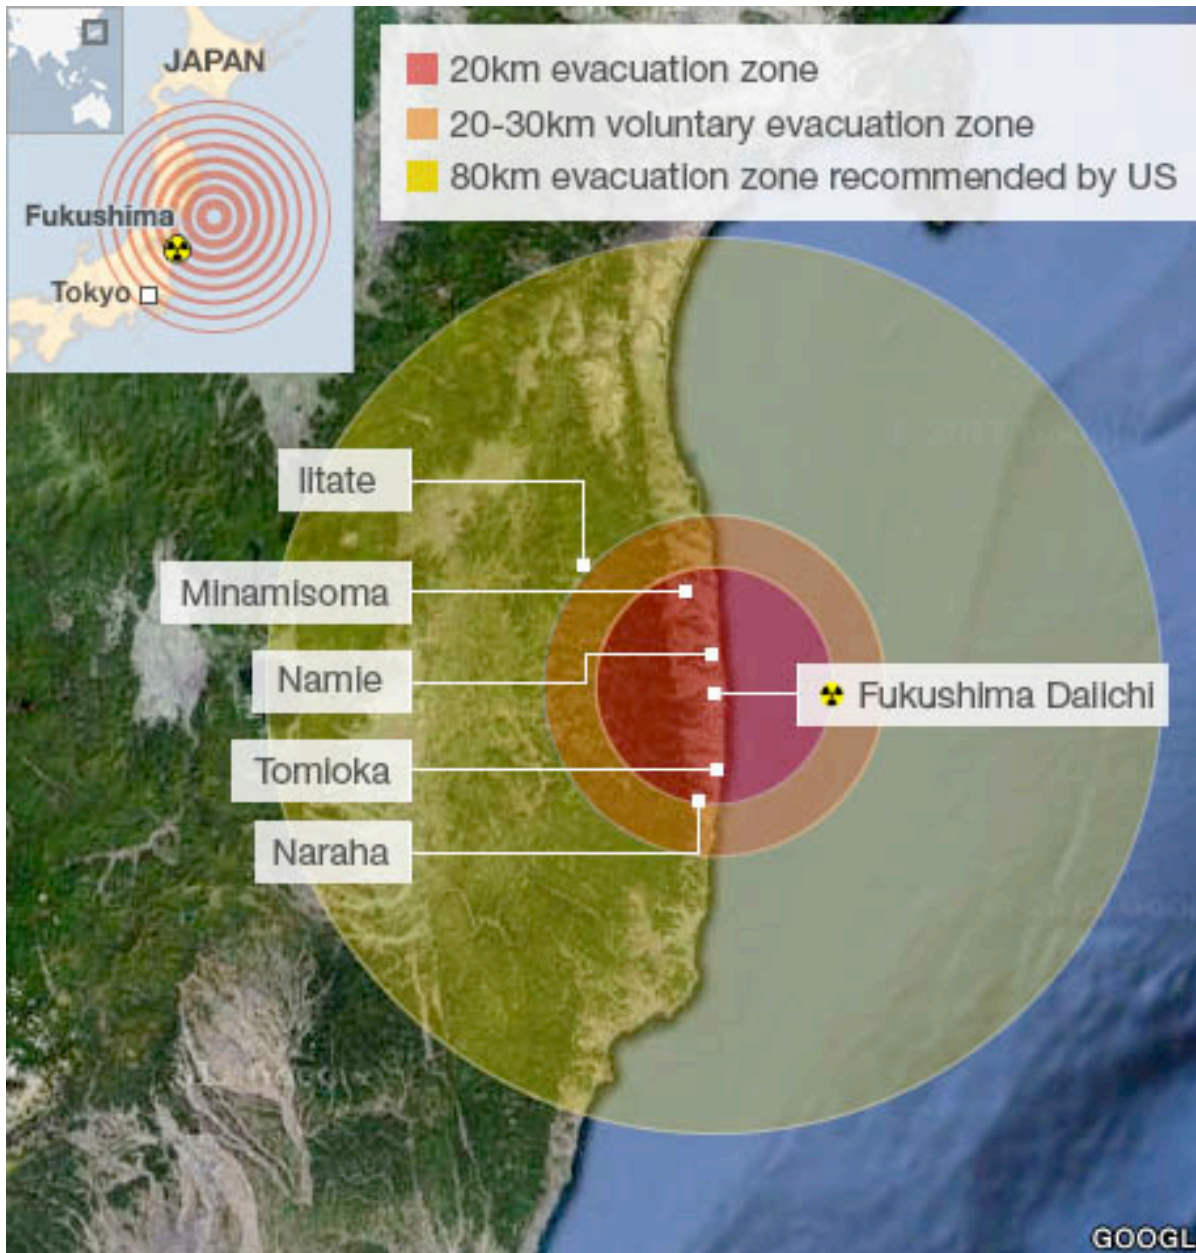 JAPAN
Fukushima
Tokyo
20km evacuation zone
20-30km voluntary evacuation zone
80km evacuation zone recommended by US
Iitate
Minamisoma
Namie
Fukushima Daiichi
Tomioka
Naraha
GOOGL